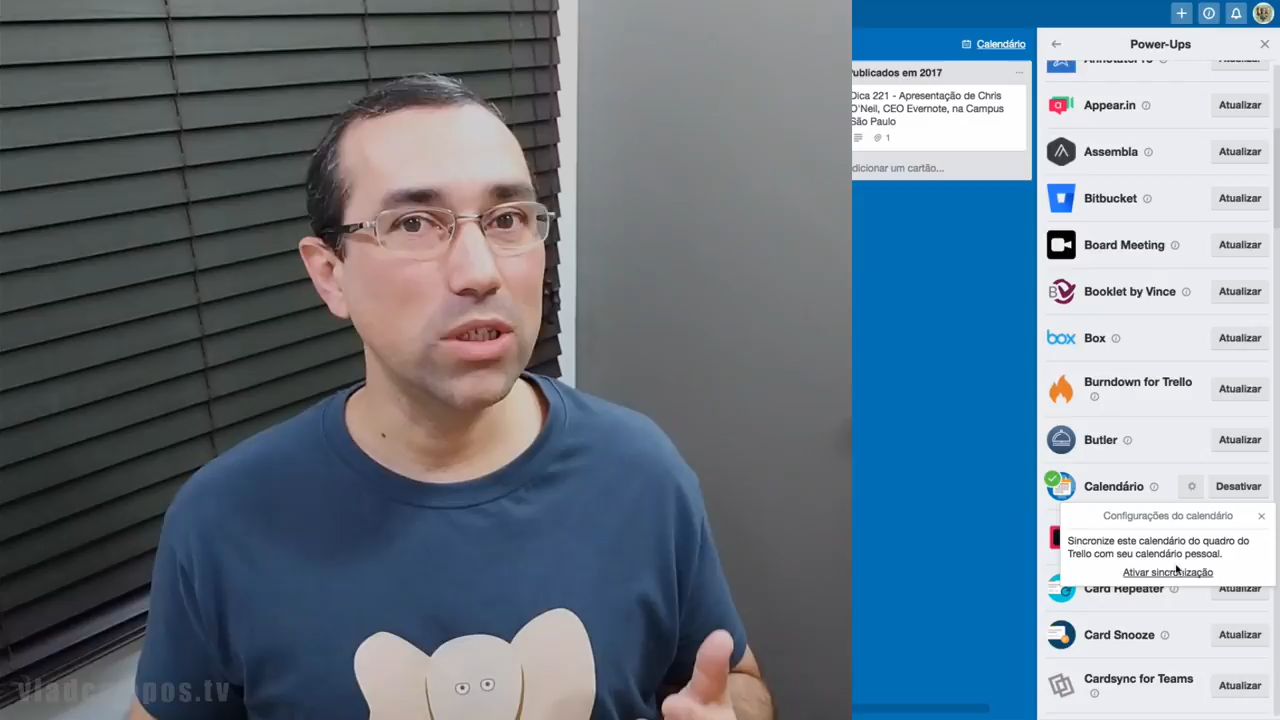 Calendário
Power-Ups
Publicados em 2017
Dica 221 - Apresentação de Chris
O'Neil, CEO Evernote, na Campus
São Paulo
1
dicionar um cartão...
Appear.in
Atualizar
Assembla
Atualizar
Bitbucket
Atualizar
Board Meeting
Atualizar
Booklet by Vince
Atualizar
box
Box
Atualizar
Burndown for Trello
Atualizar
Butler
Atualizar
Calendário
Desativar
Configurações do calendário
Sincronize este calendário do quadro do
Trello com seu calendário pessoal.
Ativar sincronização
Card Repeater
Atualizar
Card Snooze
Atualizar
Cardsync for Teams
Atualizar
vladcampos.tv